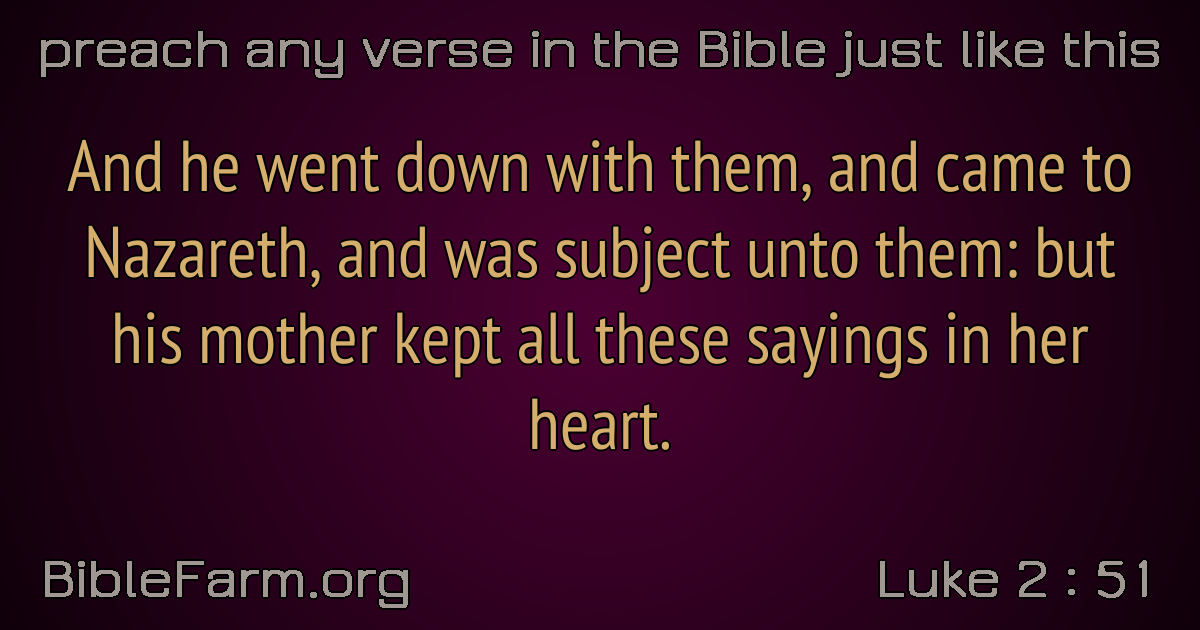 preach any verse in the Bible just like this
And he went down with them, and came to
Nazareth, and was subject unto them: but
his mother kept all these sayings in her
heart.
BibleFarm.org
Luke 2 : 51